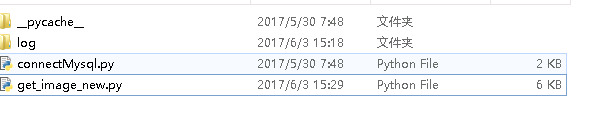 __pycache__ 2017/5/30 7:48 文件夹
log 2017/6/3 15:18 文件夹
connectMysql.py 2017/5/30 7:48 Python File 2 KB
get_image_new.py 2017/6/3 15:29 Python File 6 KB